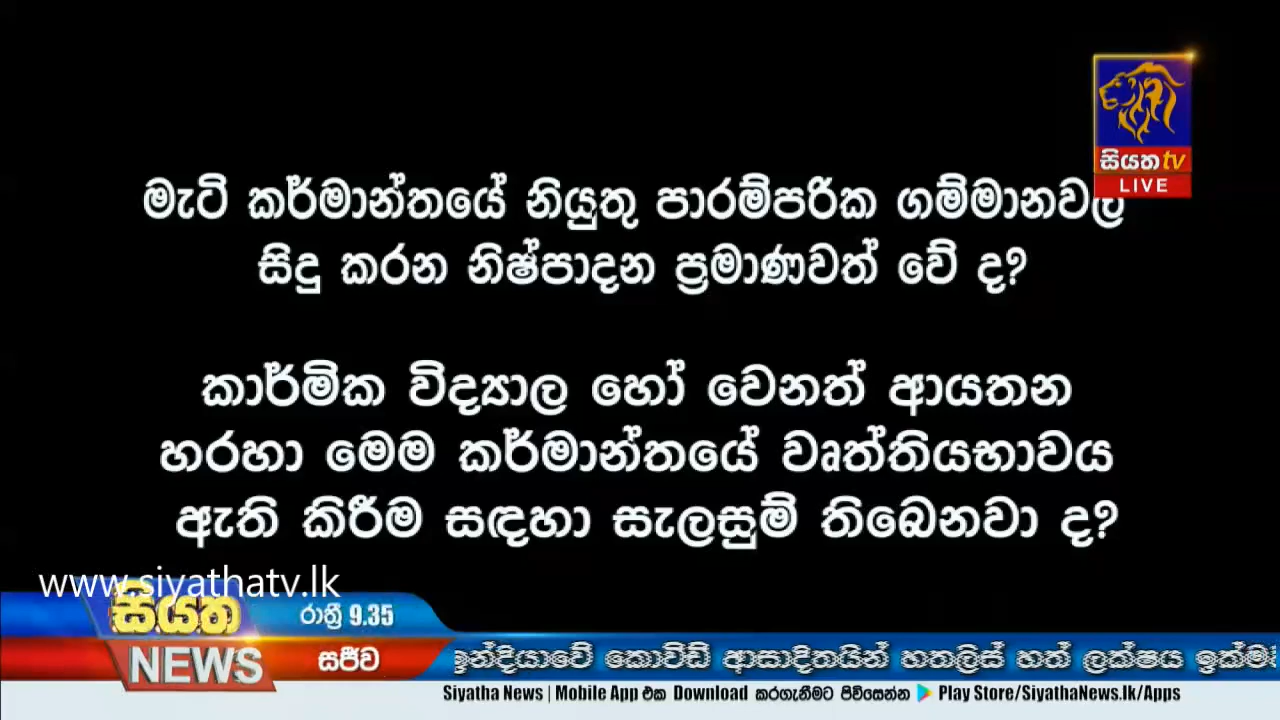 සියත tv
LIVE
මැටි කර්මාන්තයේ නියුතු පාරම්පරික ගම්මානවල
සිදු කරන නිෂ්පාදන ප්‍රමාණවත් වේ ද?
කාර්මික විද්‍යාල හෝ වෙනත් ආයතන
හරහා මෙම කර්මාන්තයේ වෘත්තියභාවය
ඇති කිරීම සඳහා සැලසුම් තිබෙනවා ද?
www.siyathatv.lk
සියත රාත්‍රී 9.35
NEWS සජීව ඉන්දියාවේ කොවිඩ් ආසාදිතයින් හතලිස් හත් ලක්ෂය
Siyatha News | Mobile App එක Download කරගැනීමට පිවිසෙන්න Play Store/SiyathaNews.lk/Apps